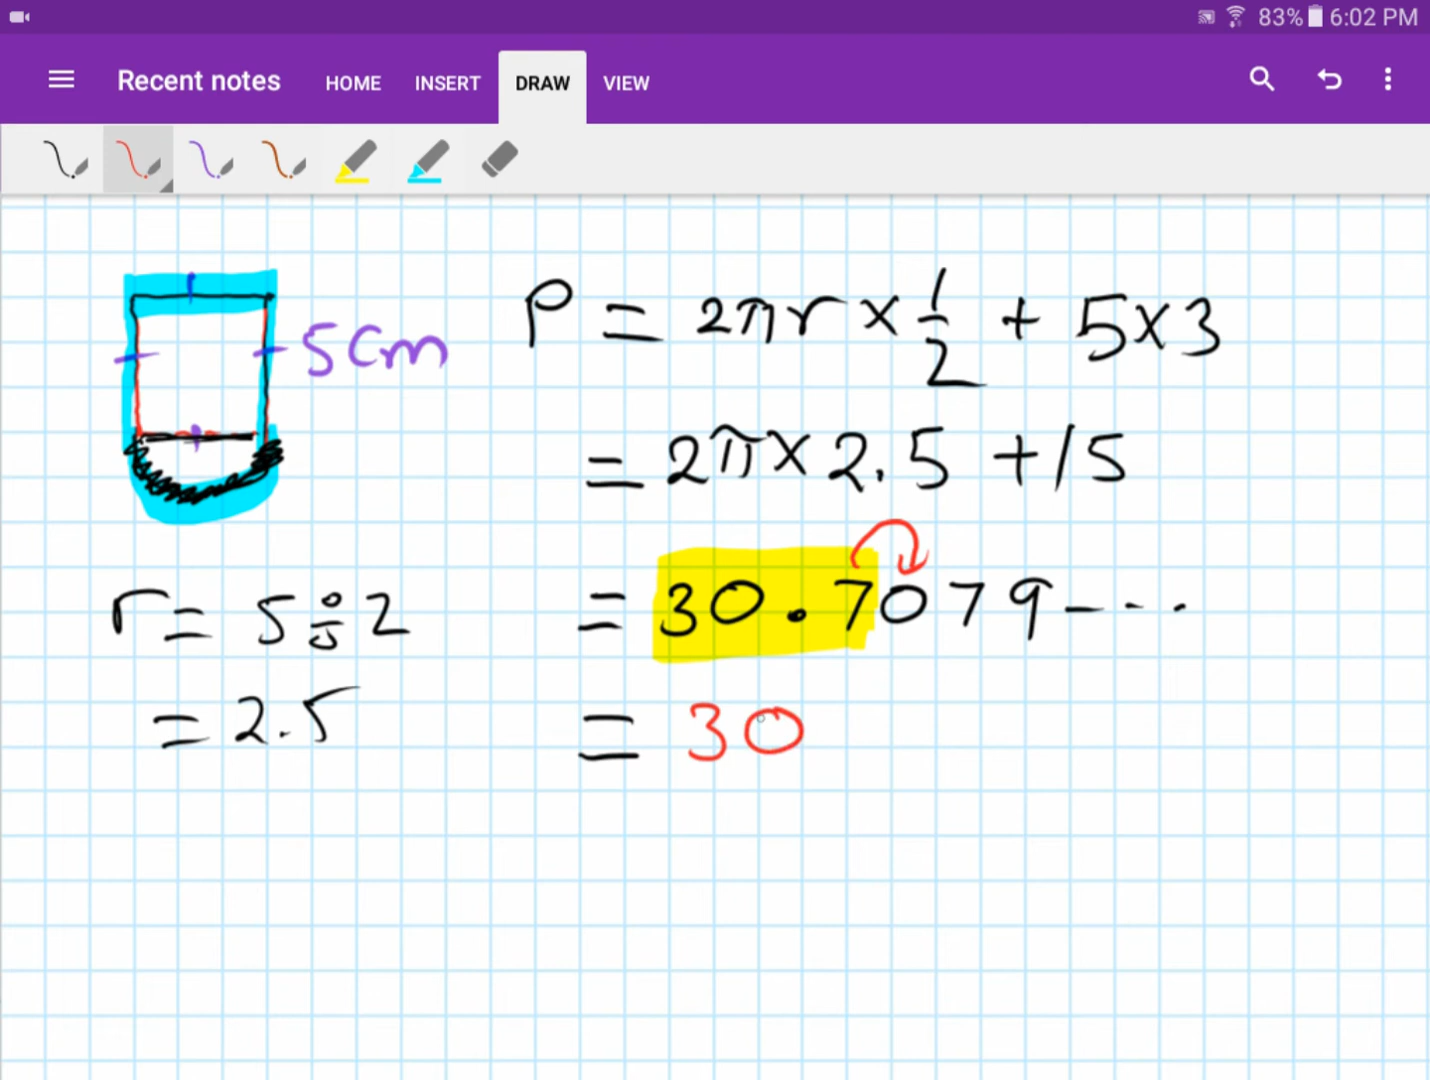 83% 6:02 PM
Recent notes HOME INSERT DRAW VIEW
5cm
P = 2πr × 1/2 + 5×3
= 2π× 2.5 +15
r = 5÷2
= 30.7079---
= 2.5
= 30